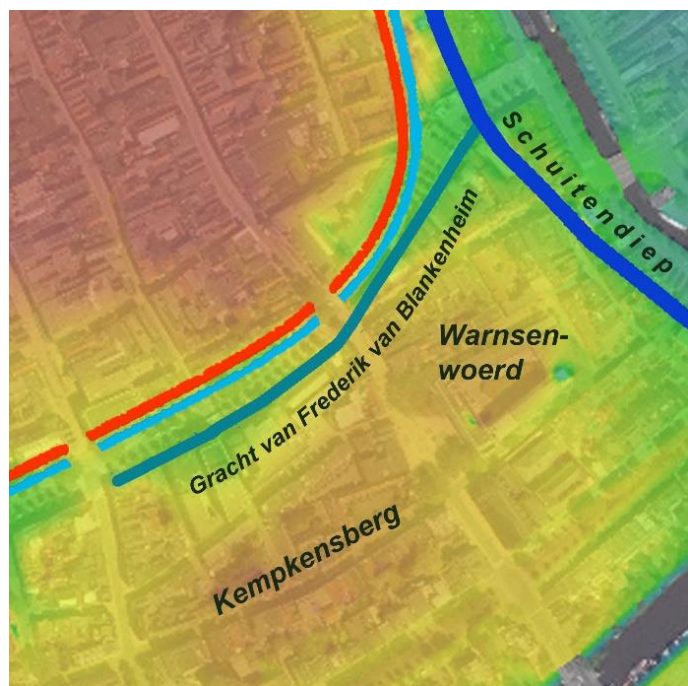 Schuitendiep
Gracht van Frederik van Blankenheim
Warnsen-
woerd
Kempkensberg